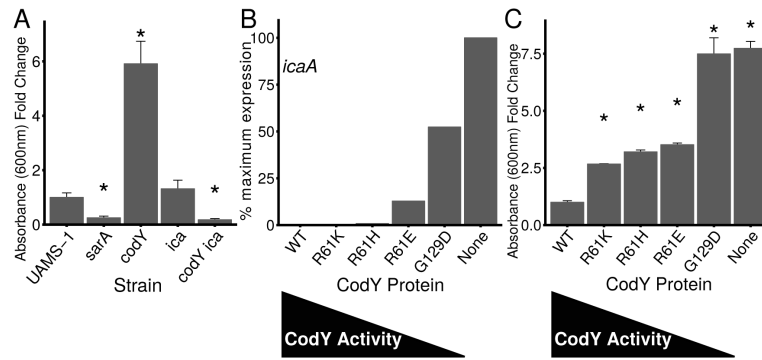 A
Absorbance (600nm) Fold Change
6
4
2
0
*
*
*
UAMS-1
sarA
codY
ica
codY ica
Strain
B
% maximum expression
100
75
50
25
0
icaA
WT
R61K
R61H
R61E
G129D
None
CodY Protein
CodY Activity
C
Absorbance (600nm) Fold Change
7.5
5.0
2.5
0.0
*
*
*
*
*
WT
R61K
R61H
R61E
G129D
None
CodY Protein
CodY Activity